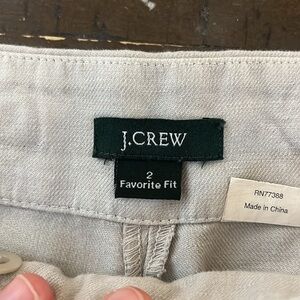 J.CREW
2
Favorite Fit
RN77388
Made in China